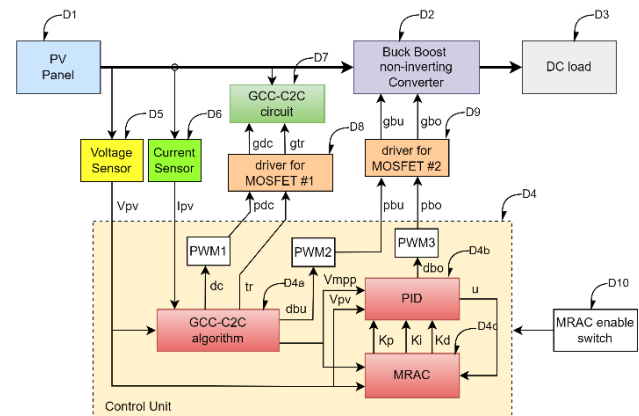 D1
D2
D3
PV
Panel
Buck Boost
non-inverting
Converter
DC load
D7
GCC-C2C
circuit
D5
D6
D8
D9
Voltage
Sensor
Current
Sensor
gdc
gtr
gbu
gbo
driver for
MOSFET #1
driver for
MOSFET #2
Vpv
Ipv
pdc
pbu
pbo
D4
PWM1
PWM2
PWM3
dc
tr
D4a
dbu
Vmpp
Vpv
dbo
D4b
u
D10
GCC-C2C
algorithm
PID
MRAC enable
switch
Kp
Ki
Kd
D4c
MRAC
Control Unit